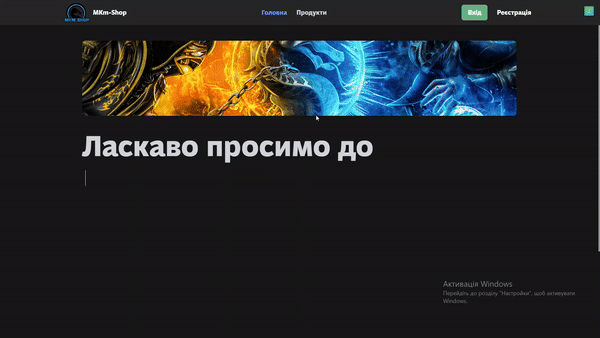 MKm-Shop
Головна
Продукти
Вхід
Реєстрація
Ласкаво просимо до
Активація Windows
Перейдіть до розділу "Настройки", щоб активувати
Windows.